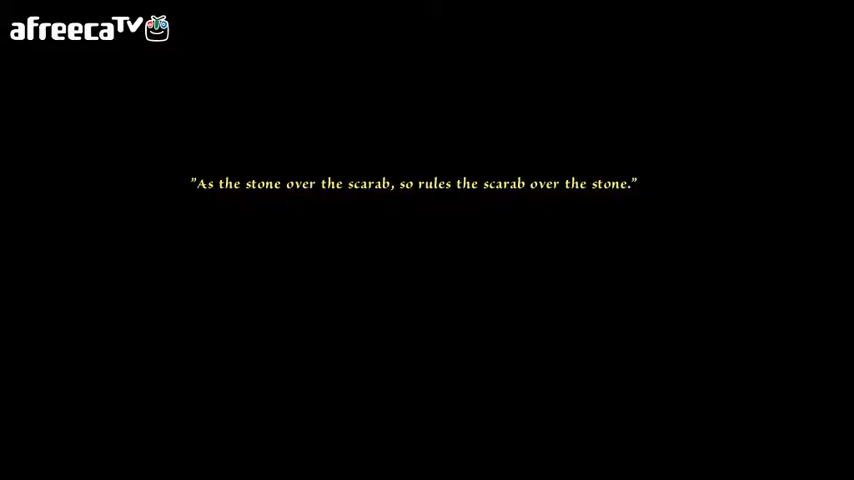 afreecaTV
"As the stone over the scarab, so rules the scarab over the stone."